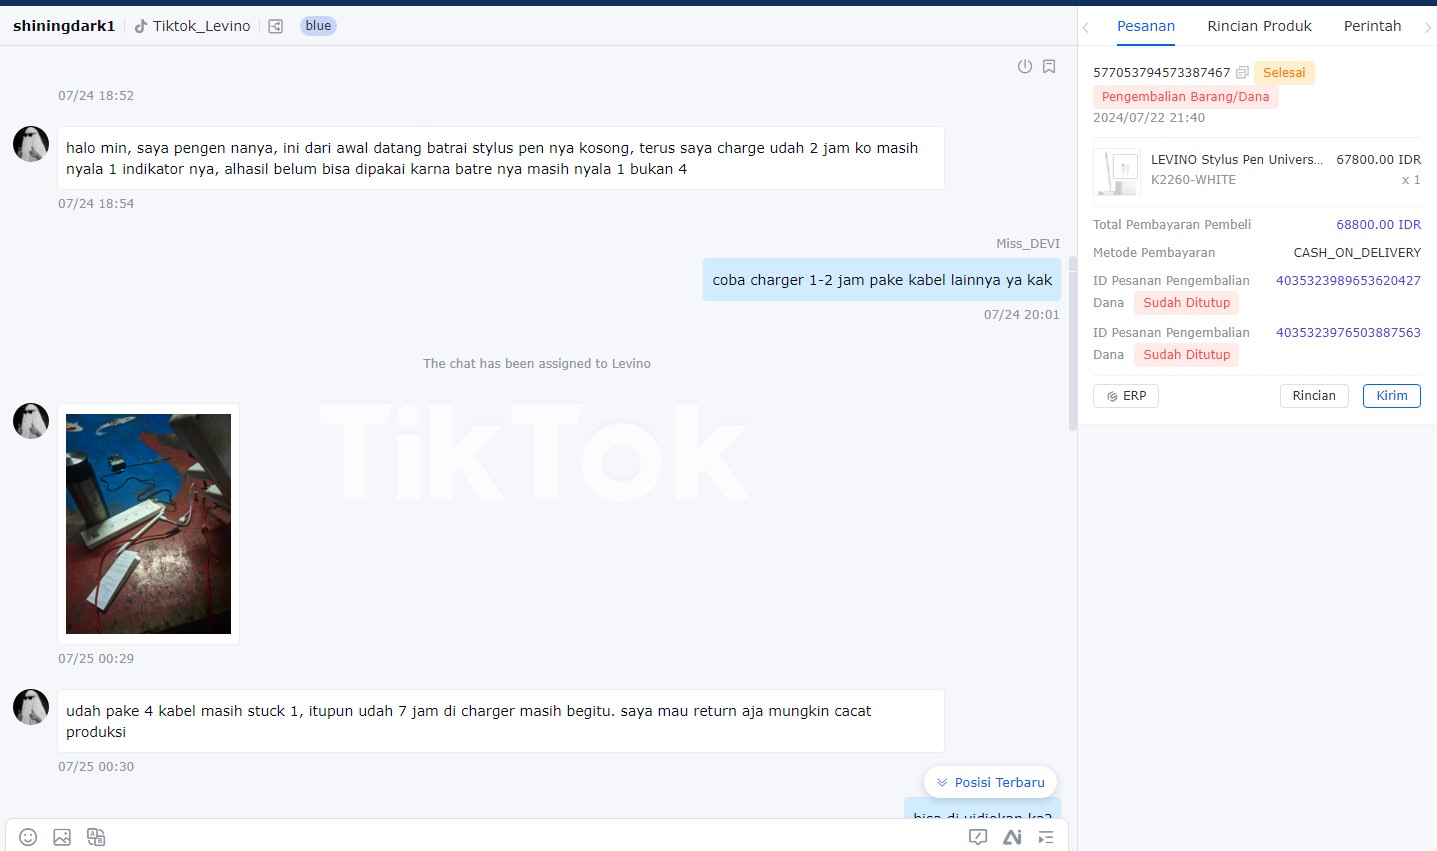 shiningdark1 Tiktok_Levino blue
07/24 18:52
halo min, saya pengen nanya, ini dari awal datang batrai stylus pen nya kosong, terus saya charge udah 2 jam ko masih
nyala 1 indikator nya, alhasil belum bisa dipakai karna batre nya masih nyala 1 bukan 4
07/24 18:54
Miss_DEVI
coba charger 1-2 jam pake kabel lainnya ya kak
07/24 20:01
The chat has been assigned to Levino
TikTok
07/25 00:29
udah pake 4 kabel masih stuck 1, itupun udah 7 jam di charger masih begitu. saya mau return aja mungkin cacat
produksi
07/25 00:30
Posisi Terbaru
bisa di vidiokan ka?
Pesanan Rincian Produk Perintah
577053794573387467 Selesai
Pengembalian Barang/Dana
2024/07/22 21:40
LEVINO Stylus Pen Univers... 67800.00 IDR
K2260-WHITE x 1
Total Pembayaran Pembeli 68800.00 IDR
Metode Pembayaran CASH_ON_DELIVERY
ID Pesanan Pengembalian 4035323989653620427
Dana Sudah Ditutup
ID Pesanan Pengembalian 4035323976503887563
Dana Sudah Ditutup
ERP Rincian Kirim